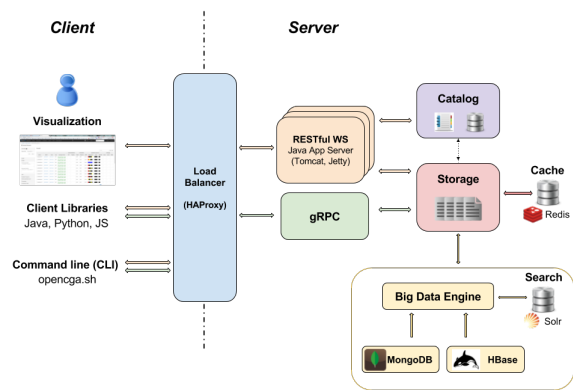 Client
Server
Visualization
Client Libraries
Java, Python, JS
Command line (CLI)
opencga.sh
Load
Balancer
(HAProxy)
RESTful WS
Java App Server
(Tomcat, Jetty)
gRPC
Catalog
Storage
Cache
Redis
Big Data Engine
Search
Solr
MongoDB
HBase